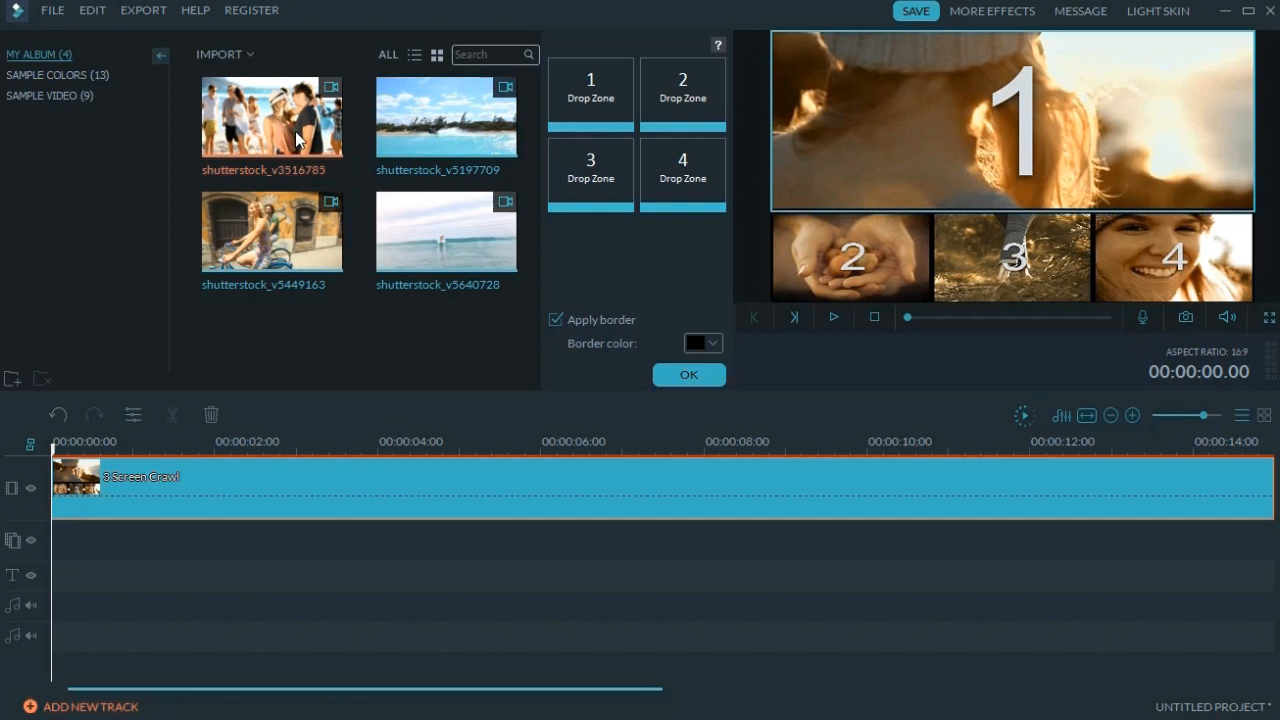 FILE EDIT EXPORT HELP REGISTER SAVE MORE EFFECTS MESSAGE LIGHT SKIN
MY ALBUM (4)
SAMPLE COLORS (13)
SAMPLE VIDEO (9)
IMPORT ALL Search ?
shutterstock_v3516785 shutterstock_v5197709
shutterstock_v5449163 shutterstock_v5640728
1 2
Drop Zone Drop Zone
3 4
Drop Zone Drop Zone
Apply border
Border color:
OK
1
2 3 4
ASPECT RATIO: 16:9
00:00:00.00
00:00:00:00 00:00:02:00 00:00:04:00 00:00:06:00 00:00:08:00 00:00:10:00 00:00:12:00 00:00:14:00
3 Screen Crawl
T
ADD NEW TRACK UNTITLED PROJECT *